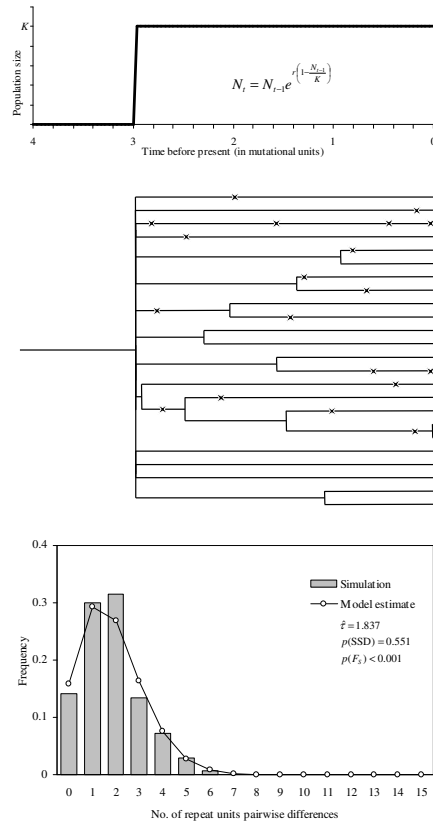 K
Population size
N_t = N_{t-1} e^{r(1 - N_{t-1}/K)}
4 3 2 1 0
Time before present (in mutational units)
Frequency
0.4
0.3
0.2
0.1
0
Simulation
Model estimate
τ̂ = 1.837
p(SSD) = 0.551
p(F_S) < 0.001
0 1 2 3 4 5 6 7 8 9 10 11 12 13 14 15
No. of repeat units pairwise differences